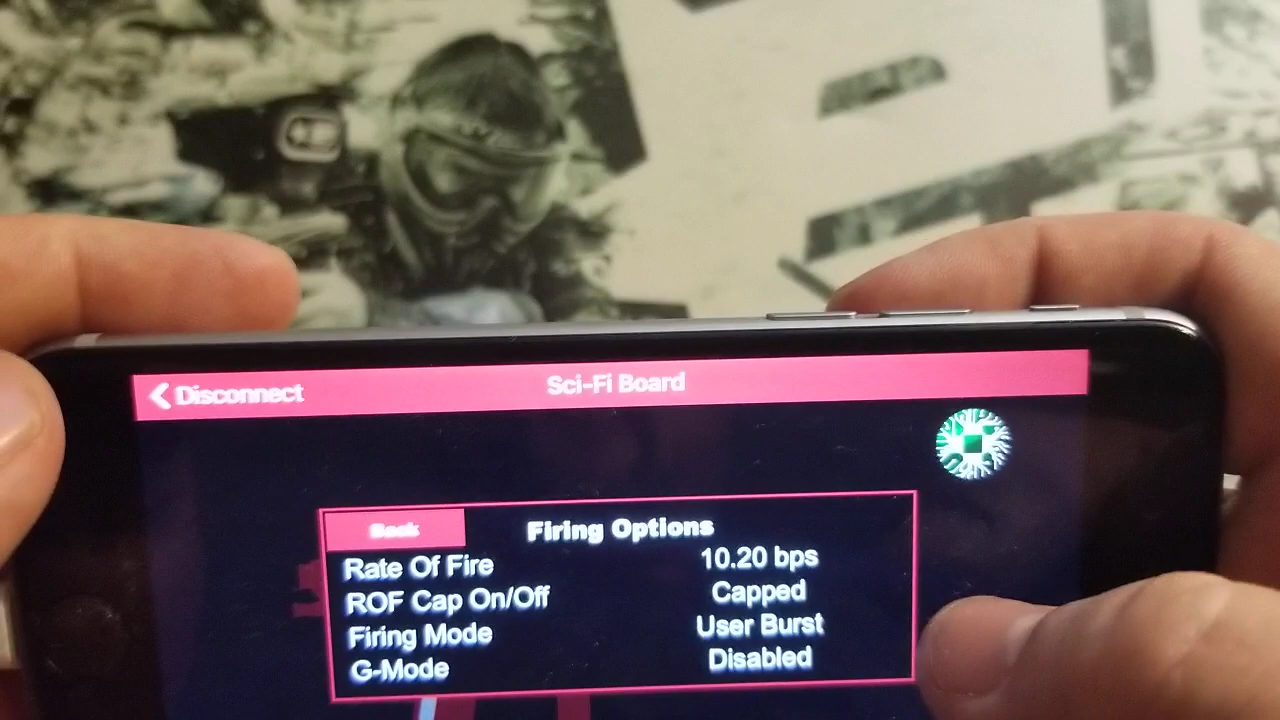 Disconnect
Sci-Fi Board
Back
Firing Options
Rate Of Fire 10.20 bps
ROF Cap On/Off Capped
Firing Mode User Burst
G-Mode Disabled